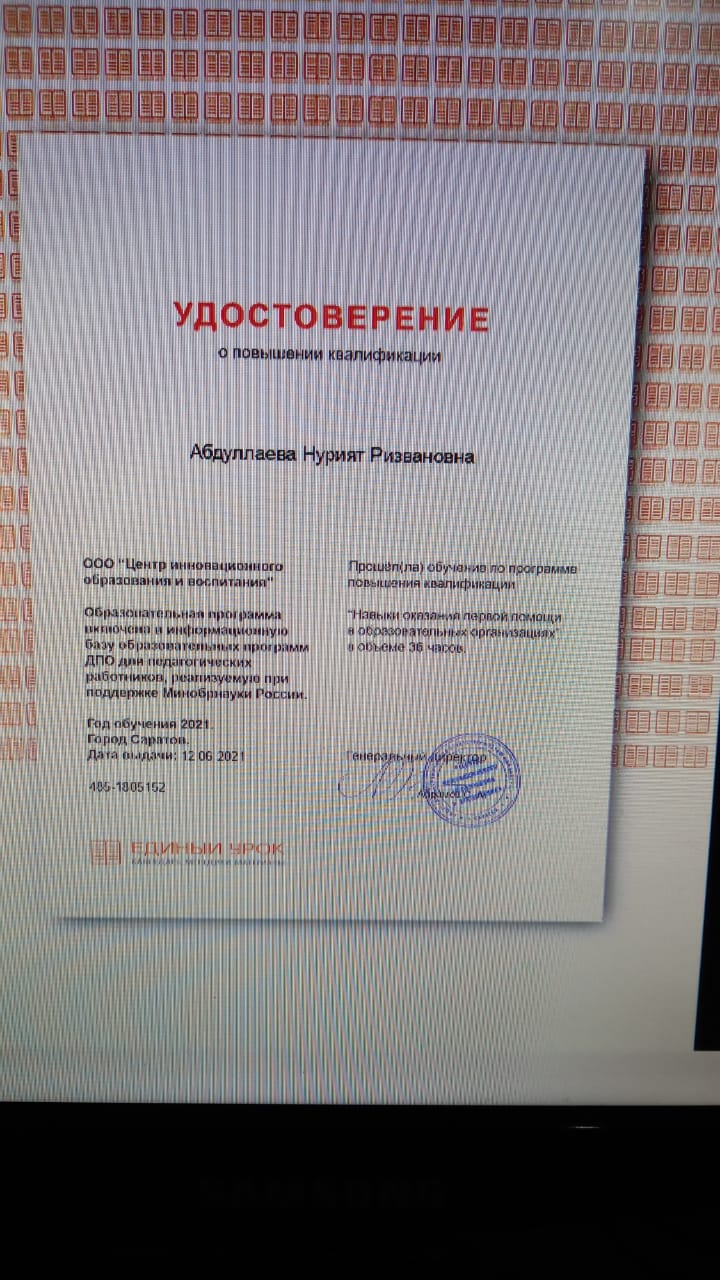 УДОСТОВЕРЕНИЕ
о повышении квалификации
Абдуллаева Нурият Ризвановна
ООО "Центр инновационного
образования и воспитания"
Образовательная программа
включена в информационную
базу образовательных программ
ДПО для педагогических
работников, реализуемую при
поддержке Минобрнауки России.
Год обучения 2021.
Город Саратов.
Дата выдачи: 12 06 2021
485-1805152
Прошёл(ла) обучение по программе
повышения квалификации
"Навыки оказания первой помощи
в образовательных организациях"
в объеме 36 часов.
Генеральный директор
Абрамов С.
ЕДИНЫЙ УРОК
SAMSUNG